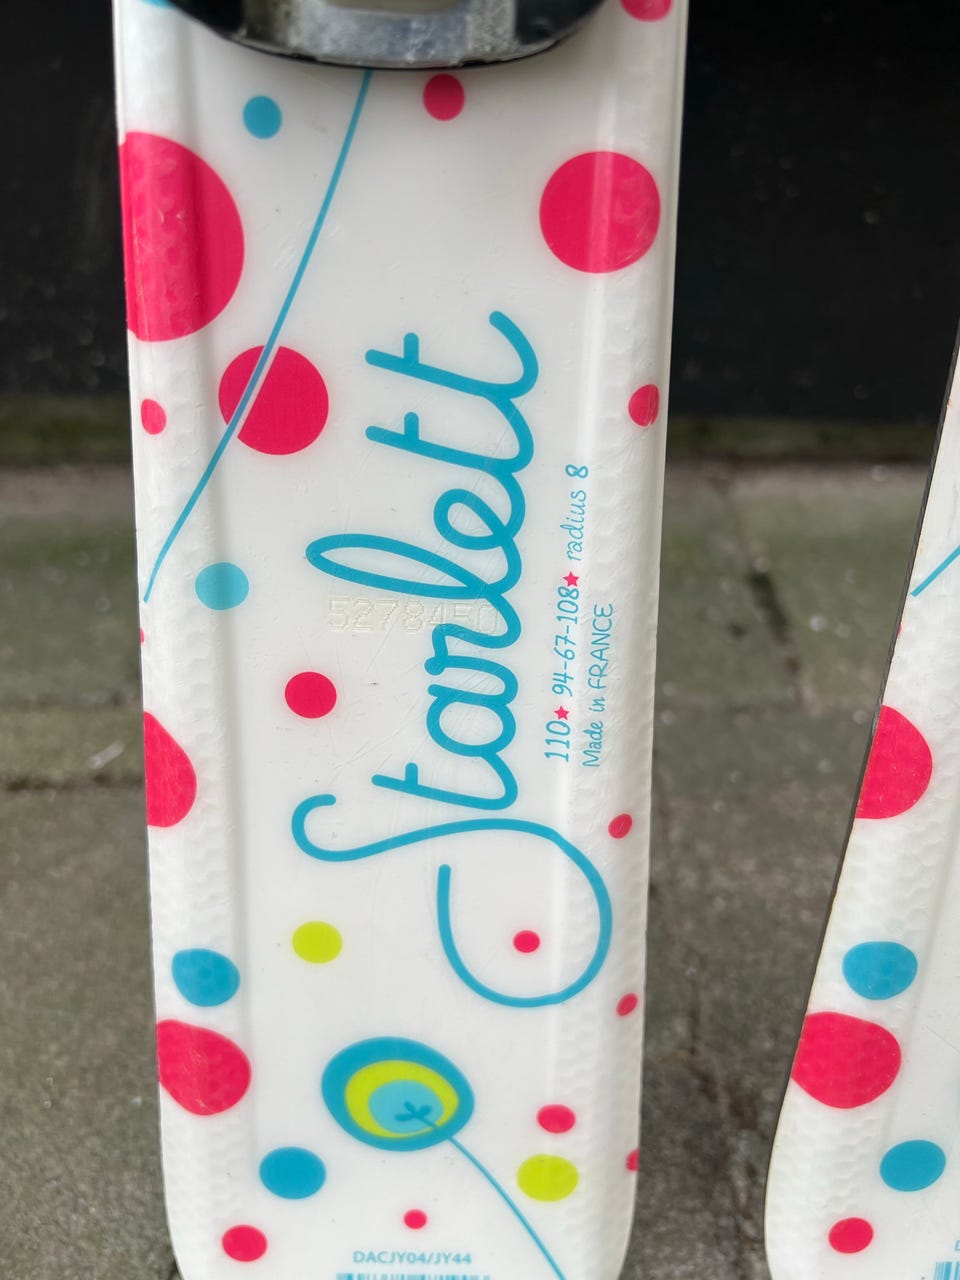 Starlett
110★ 94-67-108★ radius 8
Made in FRANCE
5278450
DACJY04/JY44